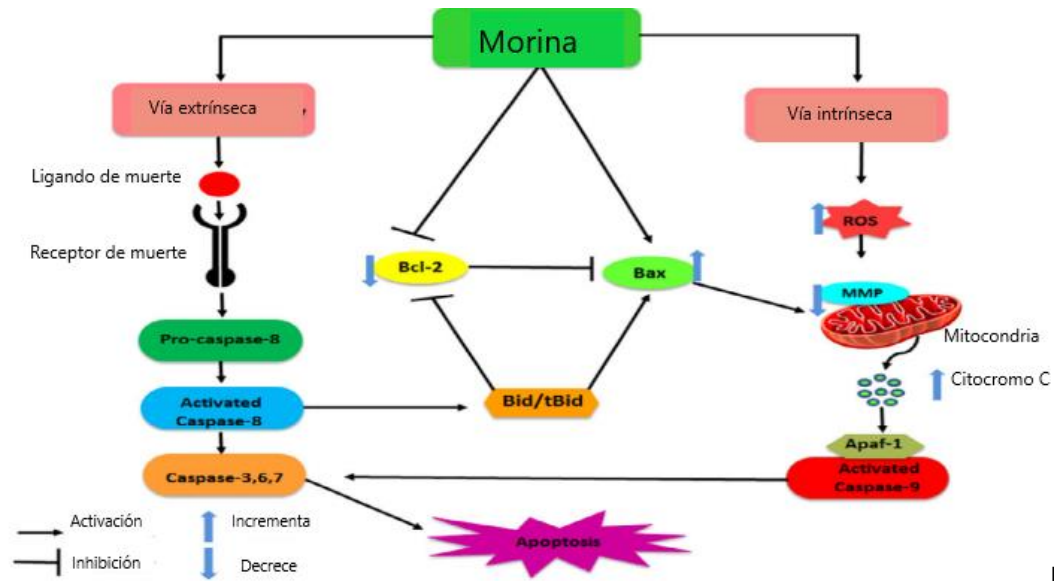 Morina
Vía extrínseca
Vía intrínseca
Ligando de muerte
ROS
Receptor de muerte
Bcl-2
Bax
MMP
Mitocondria
Pro-caspase-8
Citocromo C
Activated
Caspase-8
Bid/tBid
Apaf-1
Activated
Caspase-9
Caspase-3,6,7
Activación
Incrementa
Apoptosis
Inhibición
Decrece